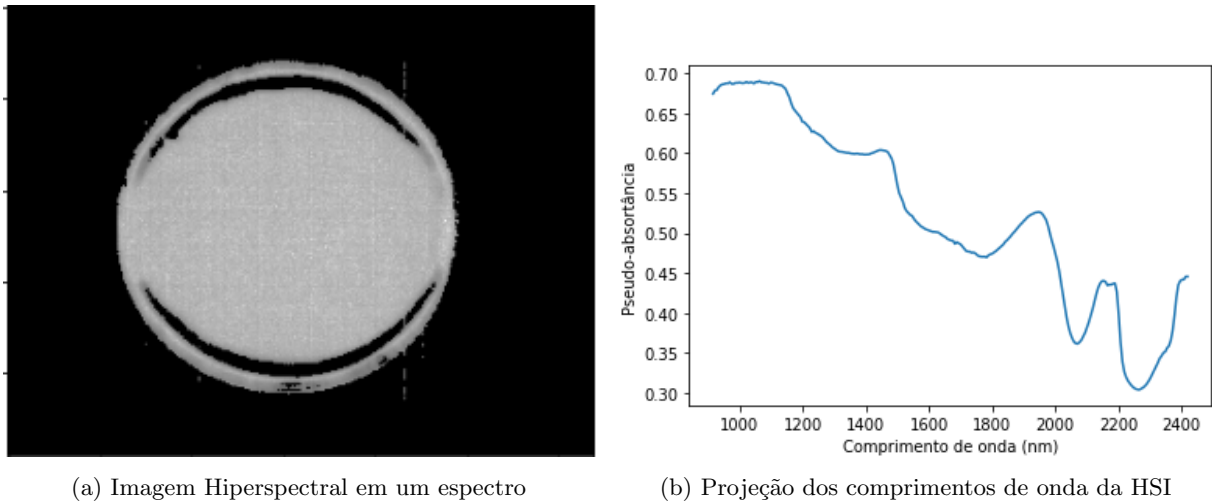 0.70
0.65
0.60
0.55
0.50
0.45
0.40
0.35
0.30
Pseudo-absortância
1000 1200 1400 1600 1800 2000 2200 2400
Comprimento de onda (nm)
(a) Imagem Hiperspectral em um espectro
(b) Projeção dos comprimentos de onda da HSI